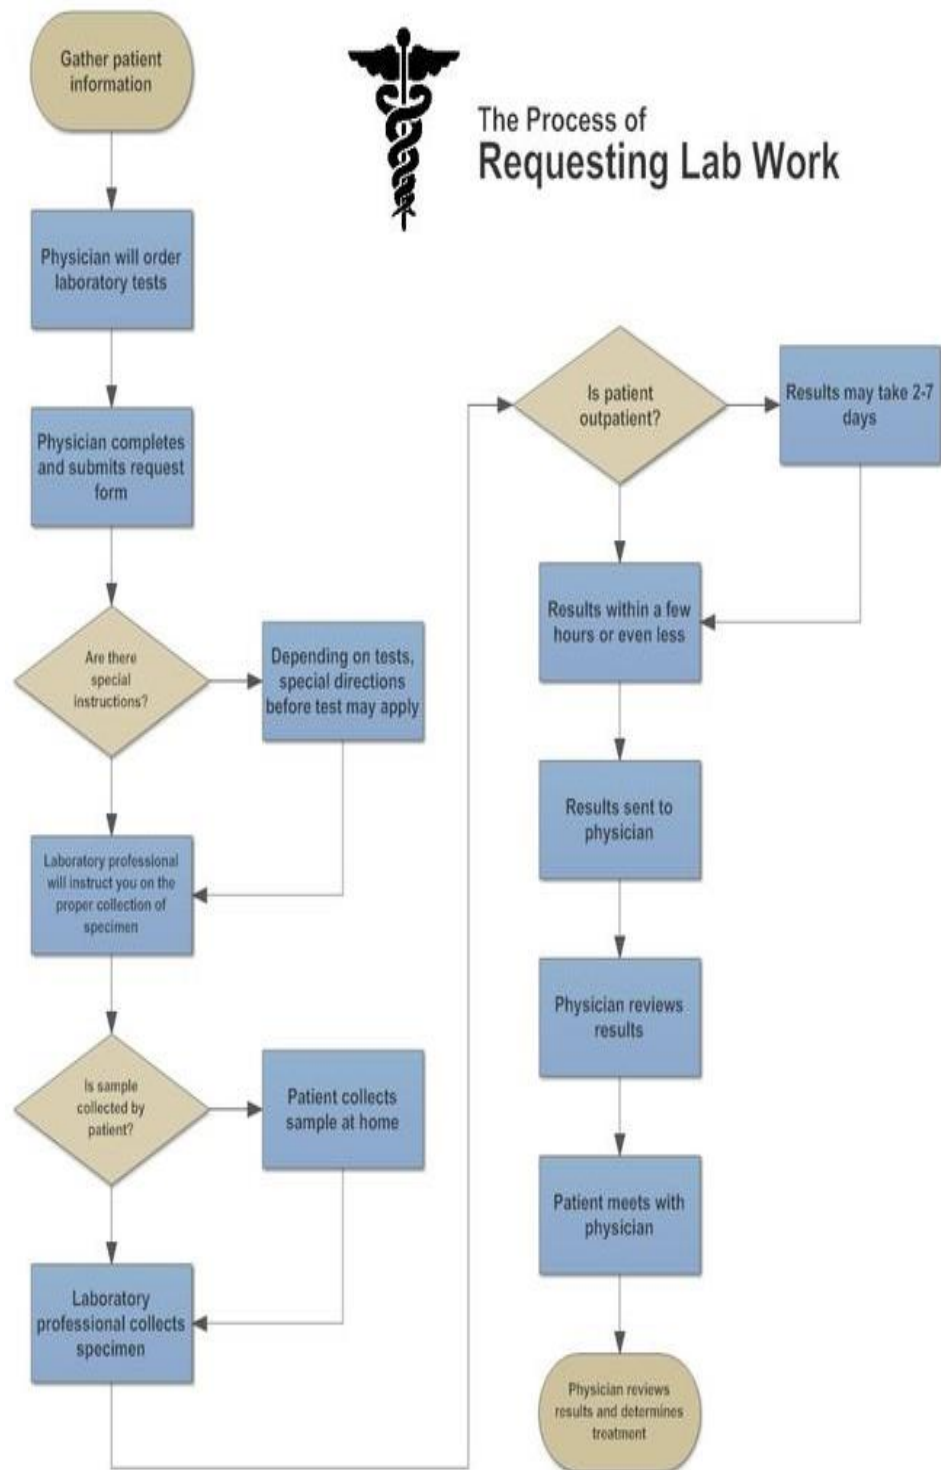 The Process of
Requesting Lab Work
Gather patient
information
Physician will order
laboratory tests
Physician completes
and submits request
form
Are there
special
instructions?
Depending on tests,
special directions
before test may apply
Laboratory professional
will instruct you on the
proper collection of
specimen
Is sample
collected by
patient?
Patient collects
sample at home
Laboratory
professional collects
specimen
Is patient
outpatient?
Results may take 2-7
days
Results within a few
hours or even less
Results sent to
physician
Physician reviews
results
Patient meets with
physician
Physician reviews
results and determines
treatment